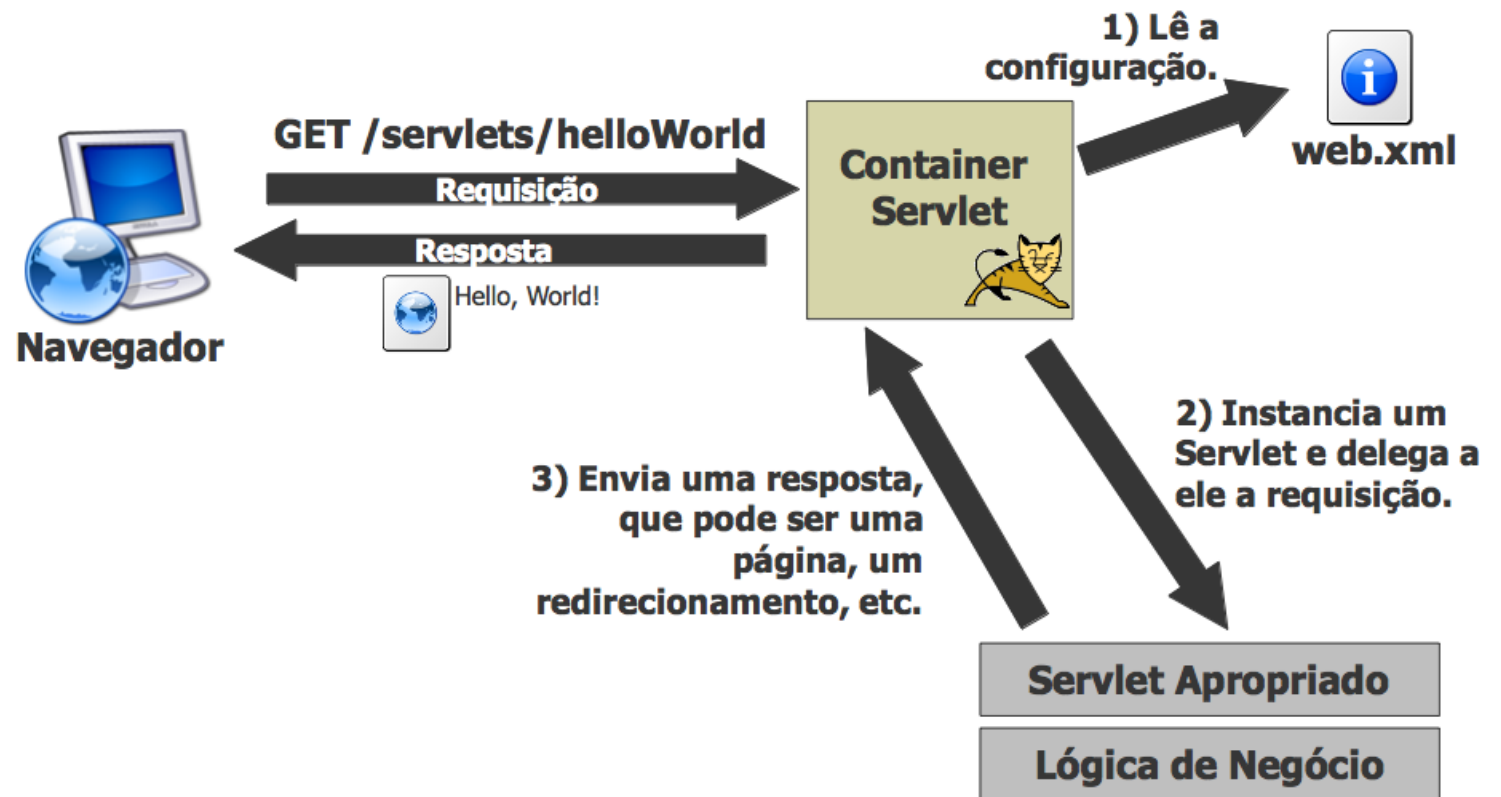 1) Lê a
configuração.
web.xml
GET /servlets/helloWorld
Requisição
Resposta
Hello, World!
Navegador
Container
Servlet
2) Instancia um
Servlet e delega a
ele a requisição.
3) Envia uma resposta,
que pode ser uma
página, um
redirecionamento, etc.
Servlet Apropriado
Lógica de Negócio